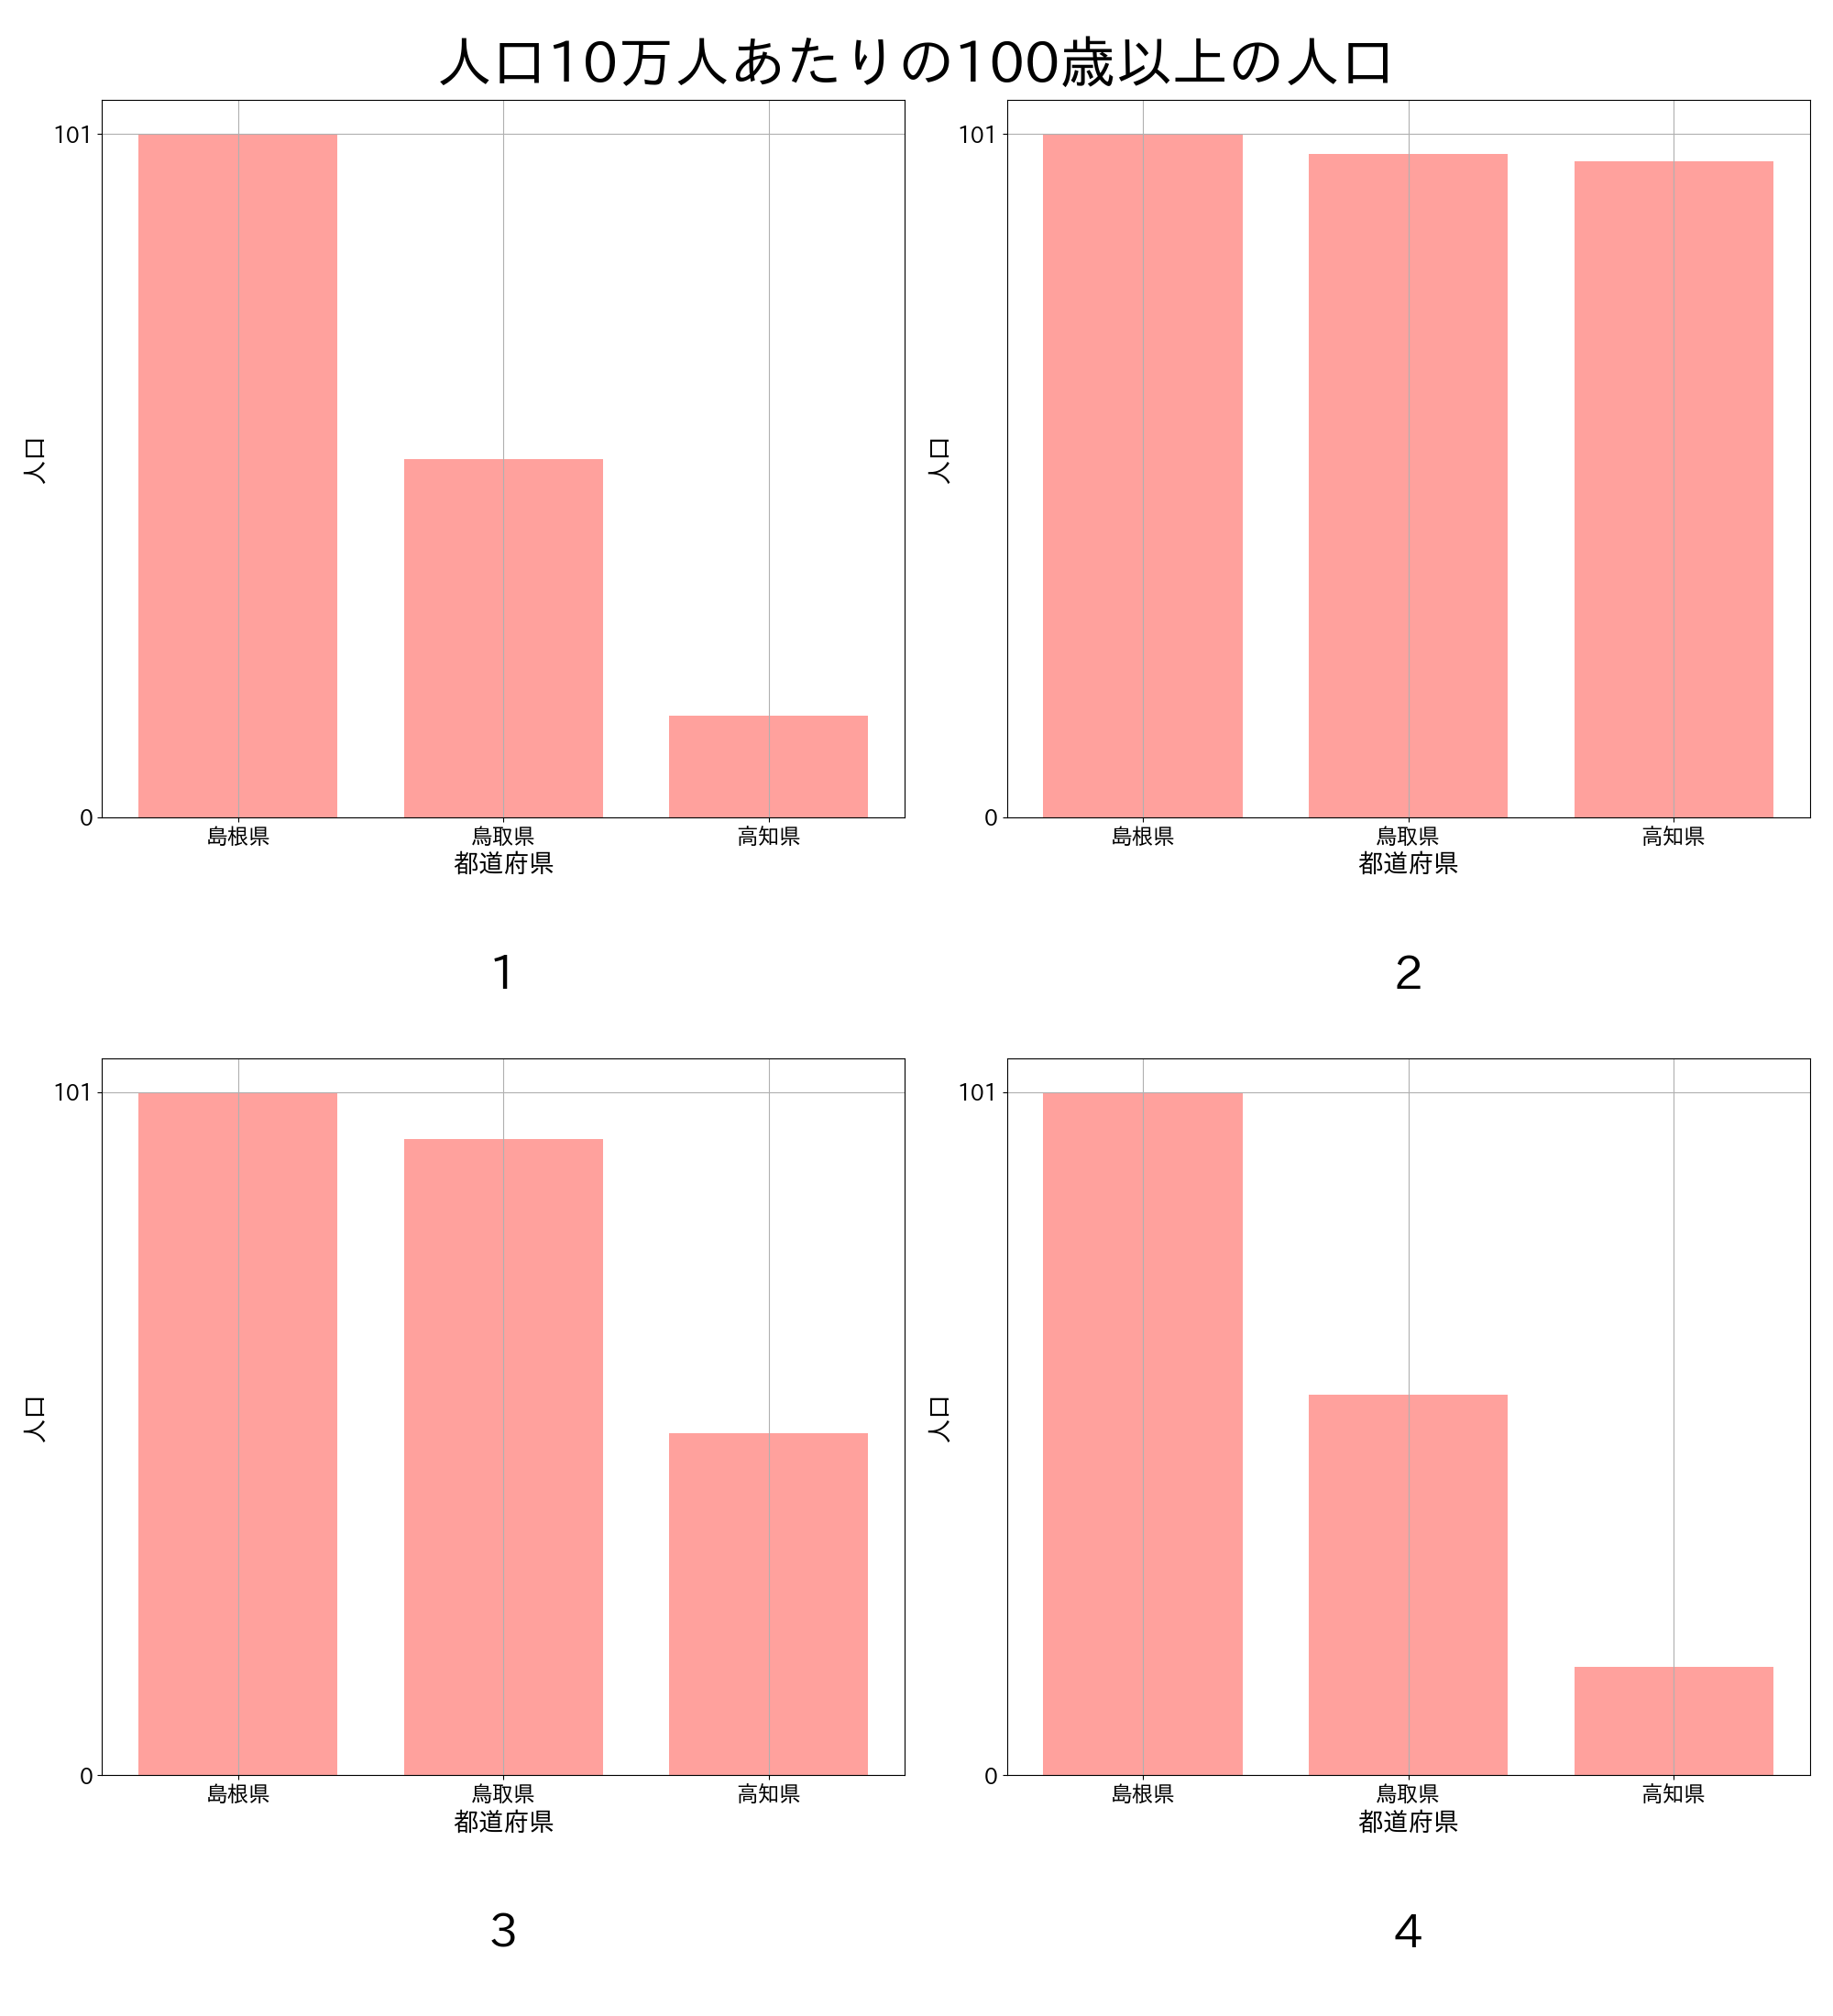 人口10万人あたりの100歳以上の人口
101
人口
0
島根県 鳥取県 高知県
都道府県
1
101
人口
0
島根県 鳥取県 高知県
都道府県
2
101
人口
0
島根県 鳥取県 高知県
都道府県
3
101
人口
0
島根県 鳥取県 高知県
都道府県
4